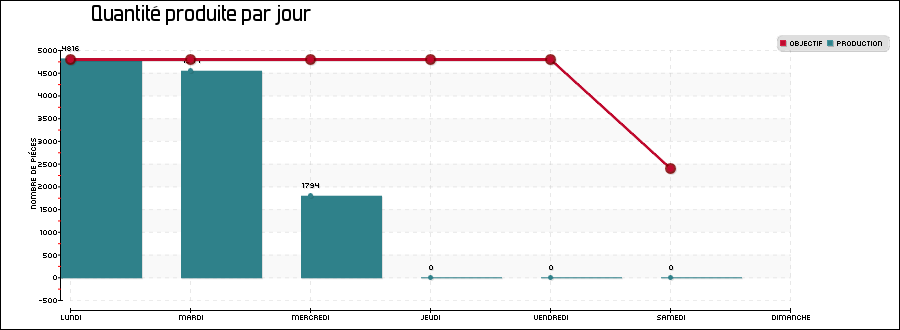 Quantité produite par jour
OBJECTIF
PRODUCTION
NOMBRE DE PIÈCES
5000
4500
4000
3500
3000
2500
2000
1500
1000
500
0
-500
4816
1794
0
0
0
LUNDI
MARDI
MERCREDI
JEUDI
VENDREDI
SAMEDI
DIMANCHE